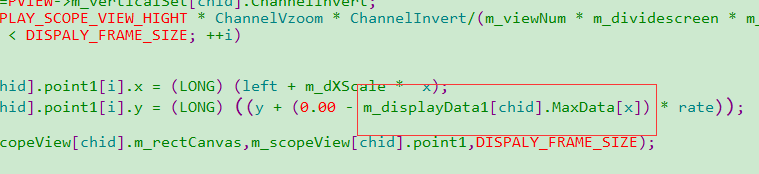 =PVIEW->m_verticalSet[chid].ChannelInvert;
PLAY_SCOPE_VIEW_HIGHT * ChannelVzoom * ChannelInvert/(m_viewNum * m_dividescreen * m_
< DISPALY_FRAME_SIZE; ++i)
hid].point1[i].x = (LONG) (left + m_dXScale * x);
hid].point1[i].y = (LONG) ((y + (0.00 - m_displayData1[chid].MaxData[x]) * rate));
copeView[chid].m_rectCanvas,m_scopeView[chid].point1,DISPALY_FRAME_SIZE);